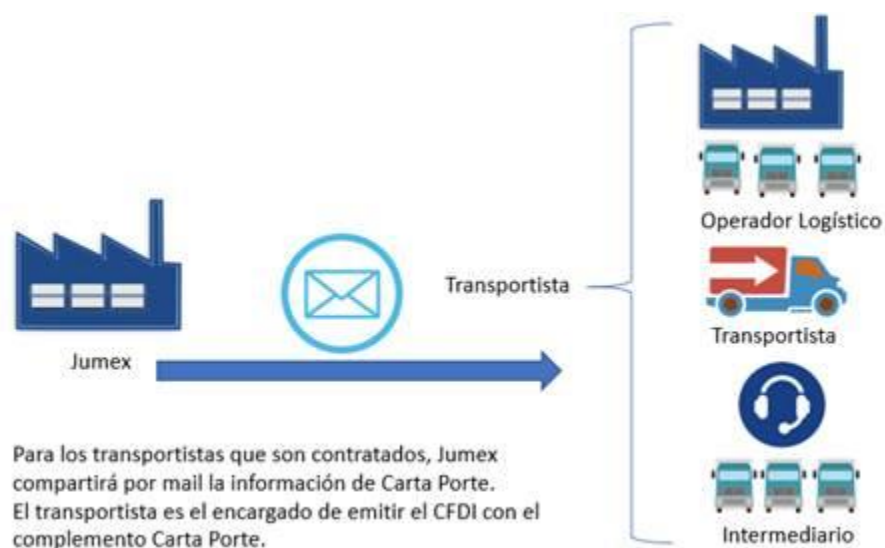 Operador Logístico
Transportista
Transportista
Jumex
Para los transportistas que son contratados, Jumex
compartirá por mail la información de Carta Porte.
El transportista es el encargado de emitir el CFDI con el
complemento Carta Porte.
Intermediario